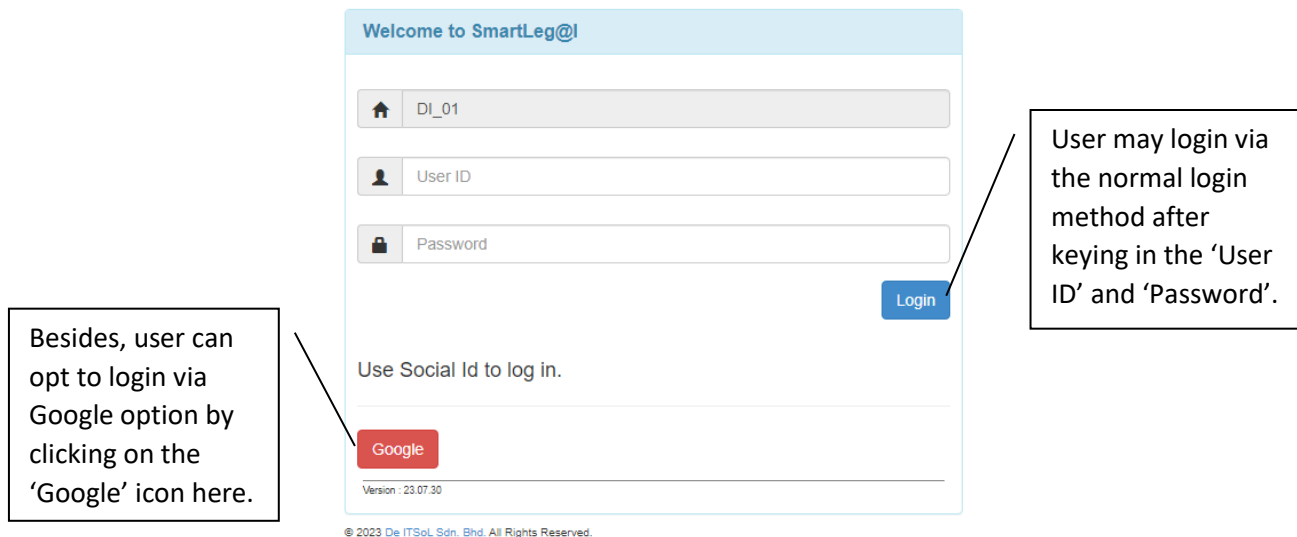 Welcome to SmartLeg@l
DI_01
User ID
Password
Login
User may login via
the normal login
method after
keying in the ‘User
ID’ and ‘Password’.
Besides, user can
opt to login via
Google option by
clicking on the
‘Google’ icon here.
Use Social Id to log in.
Google
Version : 23.07.30
© 2023 De ITSoL Sdn. Bhd. All Rights Reserved.